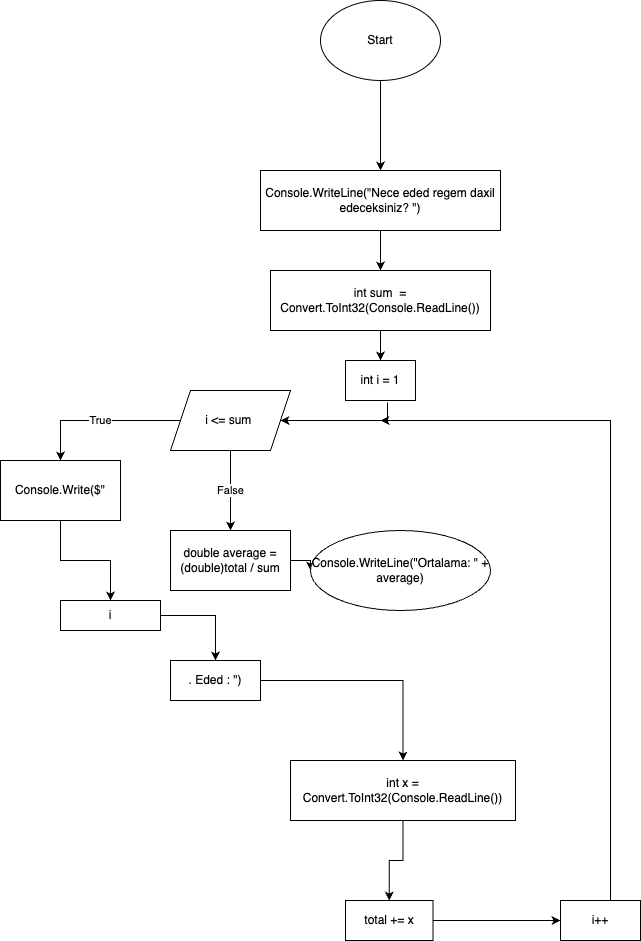 Start
Console.WriteLine("Nece eded regem daxil
edeceksiniz? ")
int sum  =
Convert.ToInt32(Console.ReadLine())
int i = 1
i <= sum
True
Console.Write($"
False
double average =
(double)total / sum
Console.WriteLine("Ortalama: " +
average)
i
. Eded : ")
int x =
Convert.ToInt32(Console.ReadLine())
total += x
i++